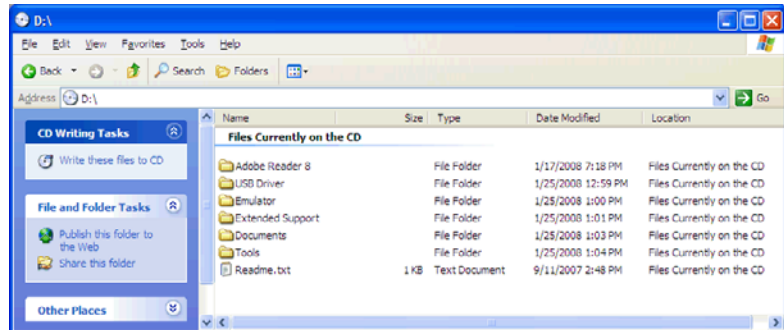 D:\
File Edit View Favorites Tools Help
Back Search Folders
Address D:\ Go
Name Size Type Date Modified Location
CD Writing Tasks
Write these files to CD
File and Folder Tasks
Publish this folder to
the Web
Share this folder
Other Places
Files Currently on the CD
Adobe Reader 8 File Folder 1/17/2008 7:18 PM Files Currently on the CD
USB Driver File Folder 1/25/2008 12:59 PM Files Currently on the CD
Emulator File Folder 1/25/2008 1:00 PM Files Currently on the CD
Extended Support File Folder 1/25/2008 1:01 PM Files Currently on the CD
Documents File Folder 1/25/2008 1:03 PM Files Currently on the CD
Tools File Folder 1/25/2008 1:04 PM Files Currently on the CD
Readme.txt 1 KB Text Document 9/11/2007 2:48 PM Files Currently on the CD